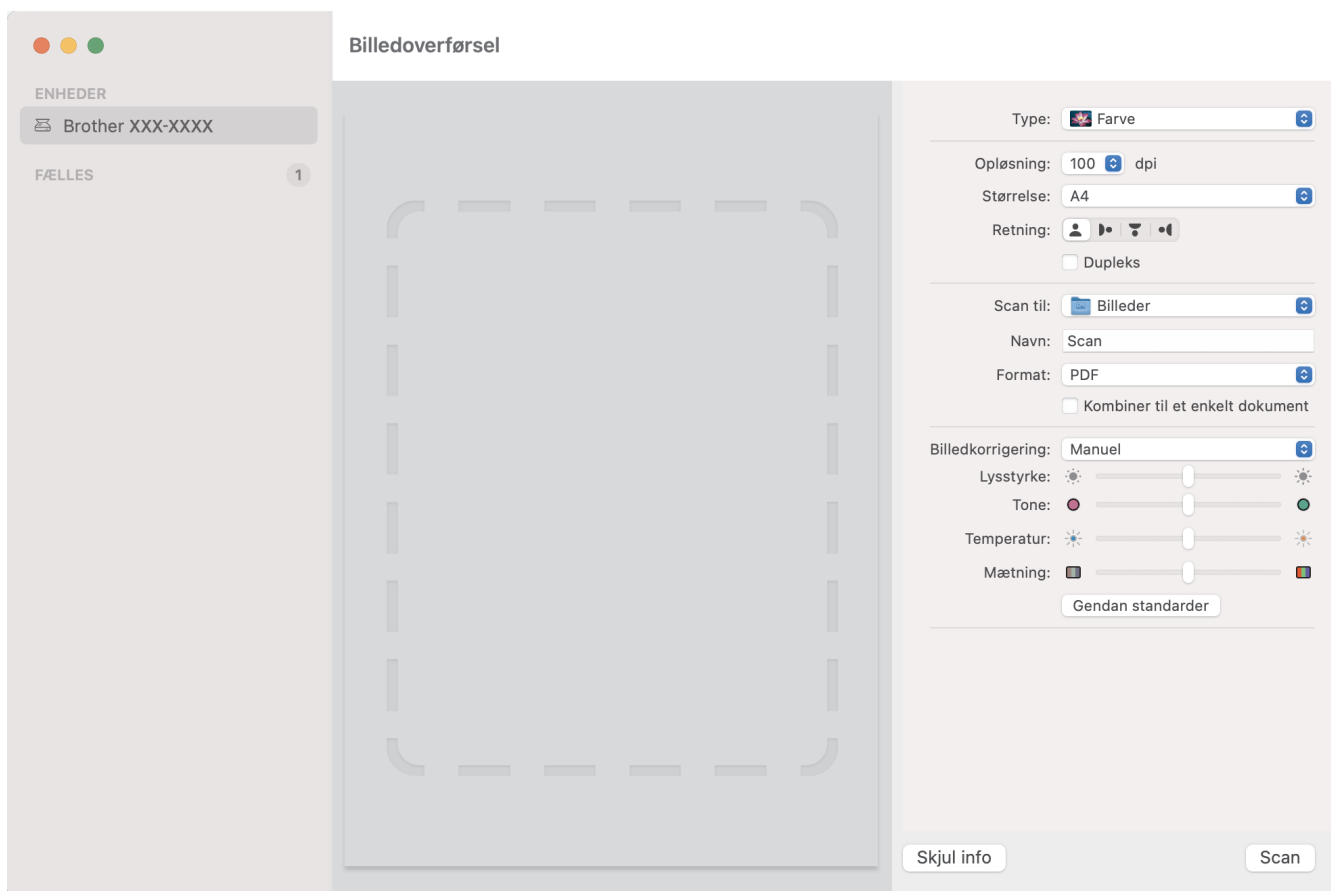 Billedoverførsel
ENHEDER
Brother XXX-XXXX
FÆLLES 1
Type: Farve
Opløsning: 100 dpi
Størrelse: A4
Retning:
Dupleks
Scan til: Billeder
Navn: Scan
Format: PDF
Kombiner til et enkelt dokument
Billedkorrigering: Manuel
Lysstyrke:
Tone:
Temperatur:
Mætning:
Gendan standarder
Skjul info Scan